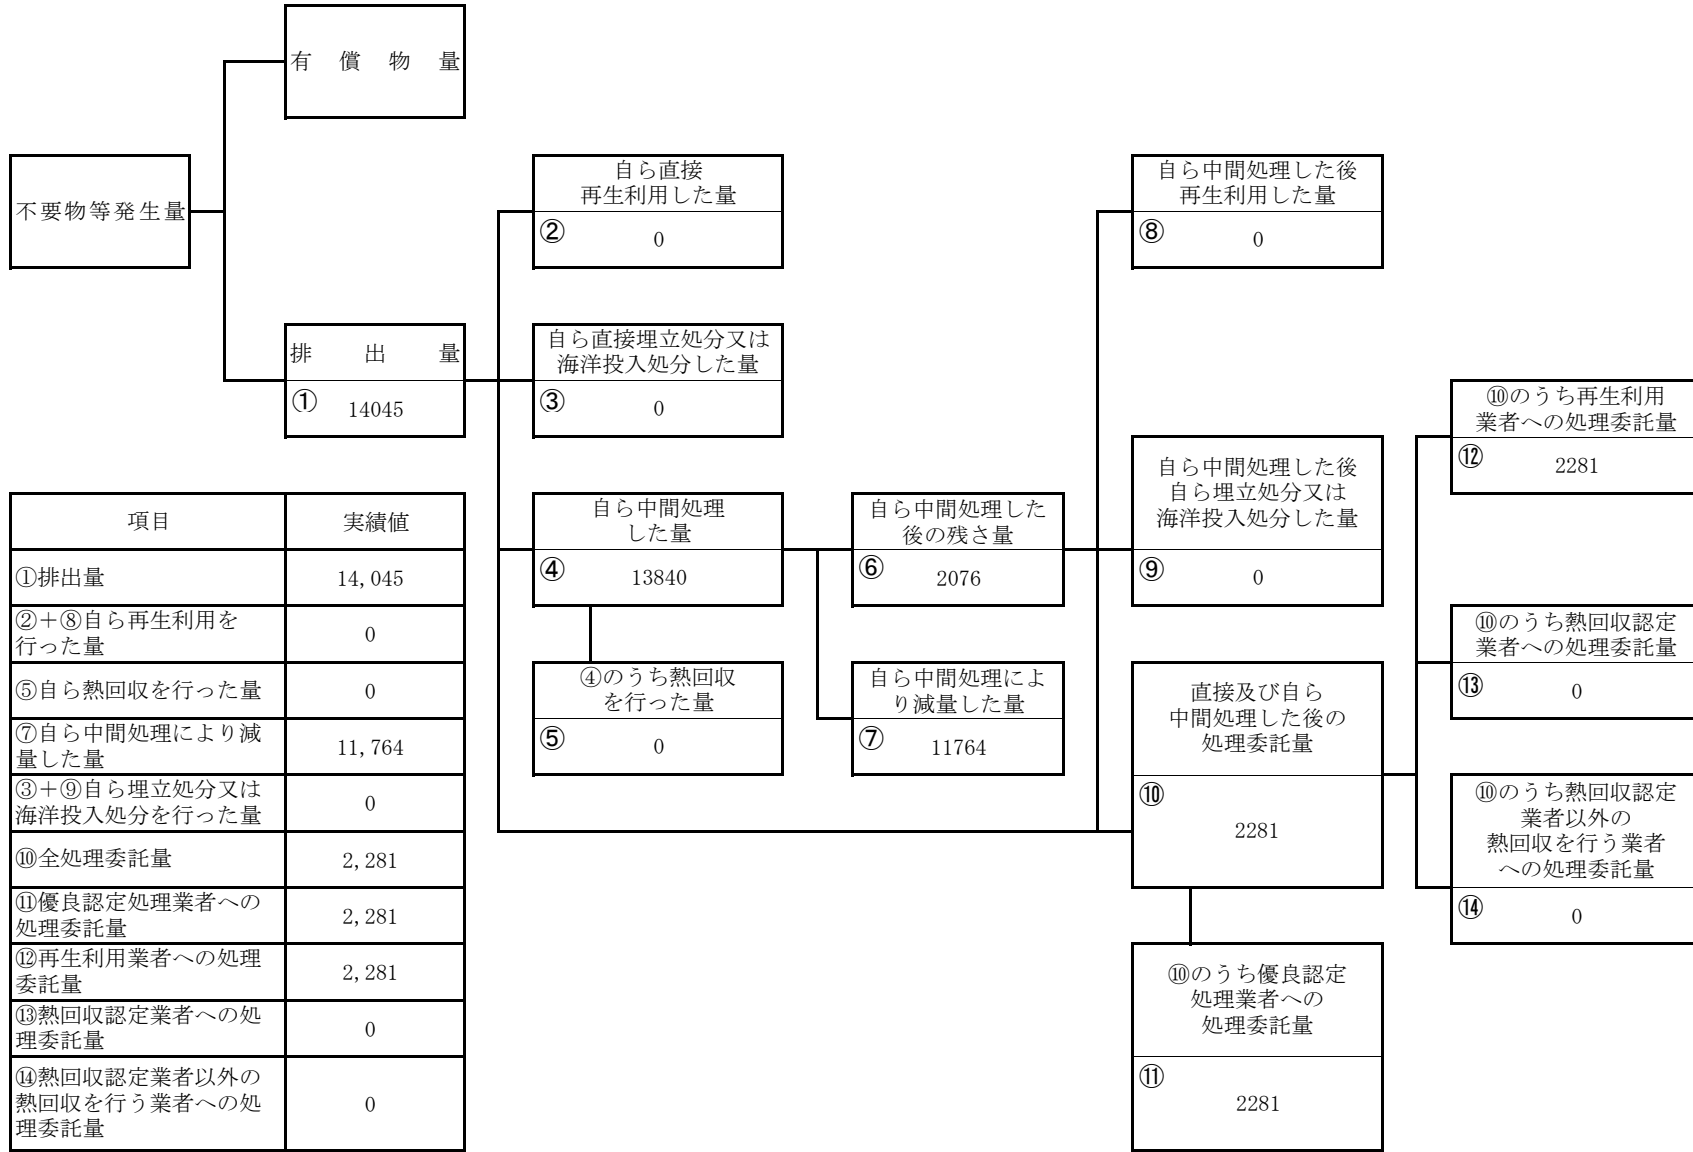 有償物量
不要物等発生量
排出量
① 14045
自ら直接
再生利用した量
② 0
自ら直接埋立処分又は
海洋投入処分した量
③ 0
自ら中間処理
した量
④ 13840
④のうち熱回収
を行った量
⑤ 0
自ら中間処理した
後の残さ量
⑥ 2076
自ら中間処理によ
り減量した量
⑦ 11764
自ら中間処理した後
再生利用した量
⑧ 0
自ら中間処理した後
自ら埋立処分又は
海洋投入処分した量
⑨ 0
直接及び自ら
中間処理した後の
処理委託量
⑩
2281
⑩のうち優良認定
処理業者への
処理委託量
⑪
2281
⑩のうち再生利用
業者への処理委託量
⑫ 2281
⑩のうち熱回収認定
業者への処理委託量
⑬ 0
⑩のうち熱回収認定
業者以外の
熱回収を行う業者
への処理委託量
⑭ 0
項目 実績値
①排出量 14,045
②＋⑧自ら再生利用を
行った量 0
⑤自ら熱回収を行った量 0
⑦自ら中間処理により減
量した量 11,764
③＋⑨自ら埋立処分又は
海洋投入処分を行った量 0
⑩全処理委託量 2,281
⑪優良認定処理業者への
処理委託量 2,281
⑫再生利用業者への処理
委託量 2,281
⑬熱回収認定業者への処
理委託量 0
⑭熱回収認定業者以外の
熱回収を行う業者への処
理委託量 0